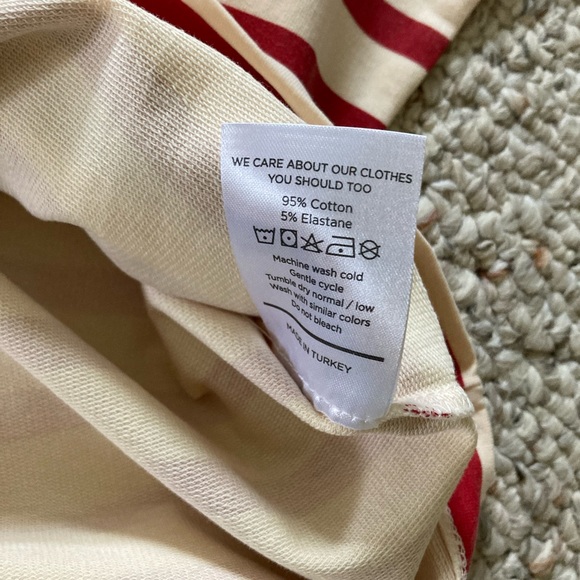 WE CARE ABOUT OUR CLOTHES
YOU SHOULD TOO
95% Cotton
5% Elastane
Machine wash cold
Gentle cycle
Tumble dry normal / low
Wash with similar colors
Do not bleach
MADE IN TURKEY